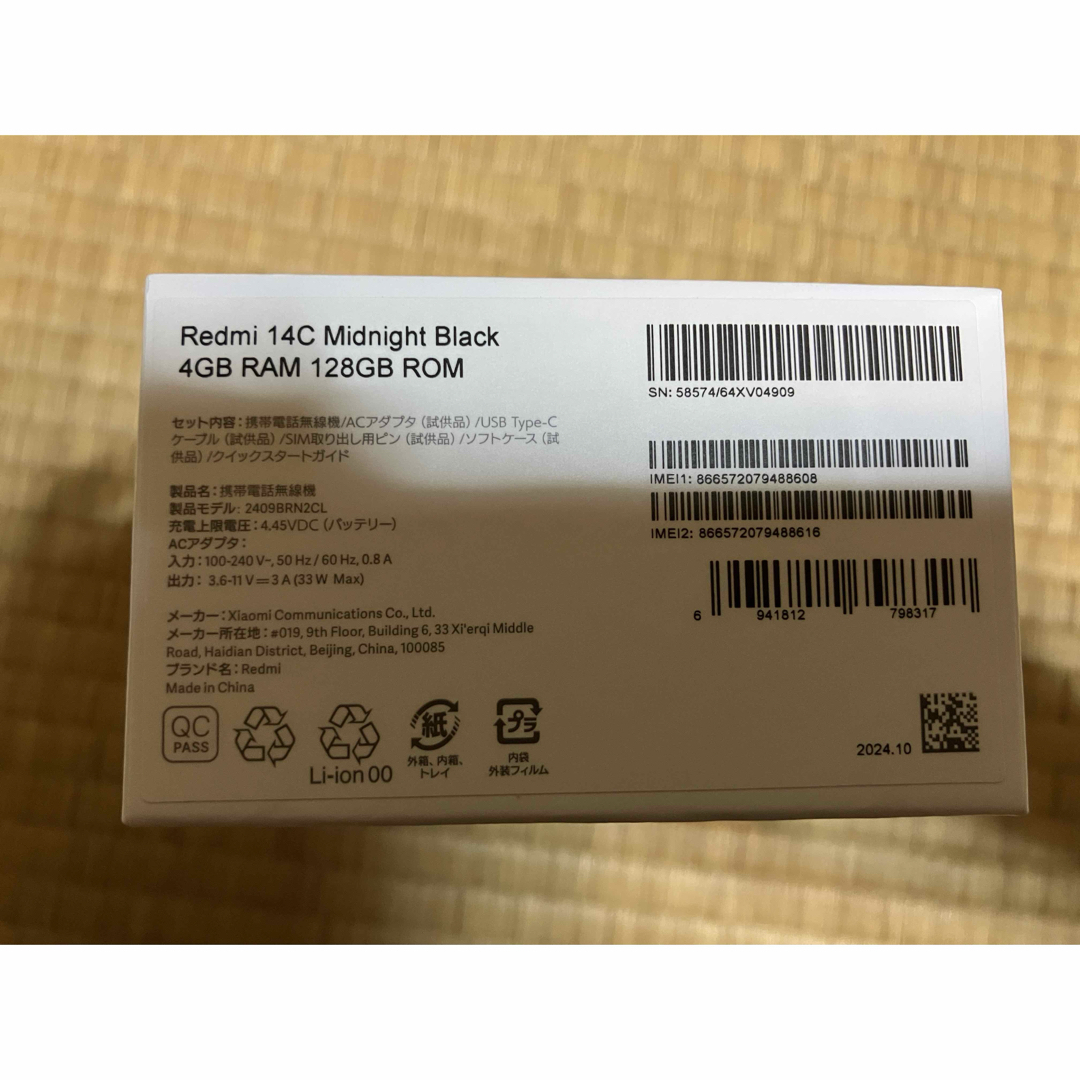 Redmi 14C Midnight Black
4GB RAM 128GB ROM
セット内容：携帯電話無線機/ACアダプタ（試供品）/USB Type-C
ケーブル（試供品）/SIM取り出し用ピン（試供品）/ソフトケース（試
供品）/クイックスタートガイド
製品名：携帯電話無線機
製品モデル: 2409BRN2CL
充電上限電圧：4.45VDC（バッテリー）
ACアダプタ：
入力：100-240 V~, 50 Hz / 60 Hz, 0.8 A
出力： 3.6-11 V⎓3 A (33 W Max)
メーカー：Xiaomi Communications Co., Ltd.
メーカー所在地：#019, 9th Floor, Building 6, 33 Xi'erqi Middle
Road, Haidian District, Beijing, China, 100085
ブランド名：Redmi
Made in China
QC
PASS
Li-ion 00
紙
外箱、内箱、
トレイ
プラ
内袋
外装フィルム
SN: 58574/64XV04909
IMEI1: 866572079488608
IMEI2: 866572079488616
6 941812 798317
2024.10